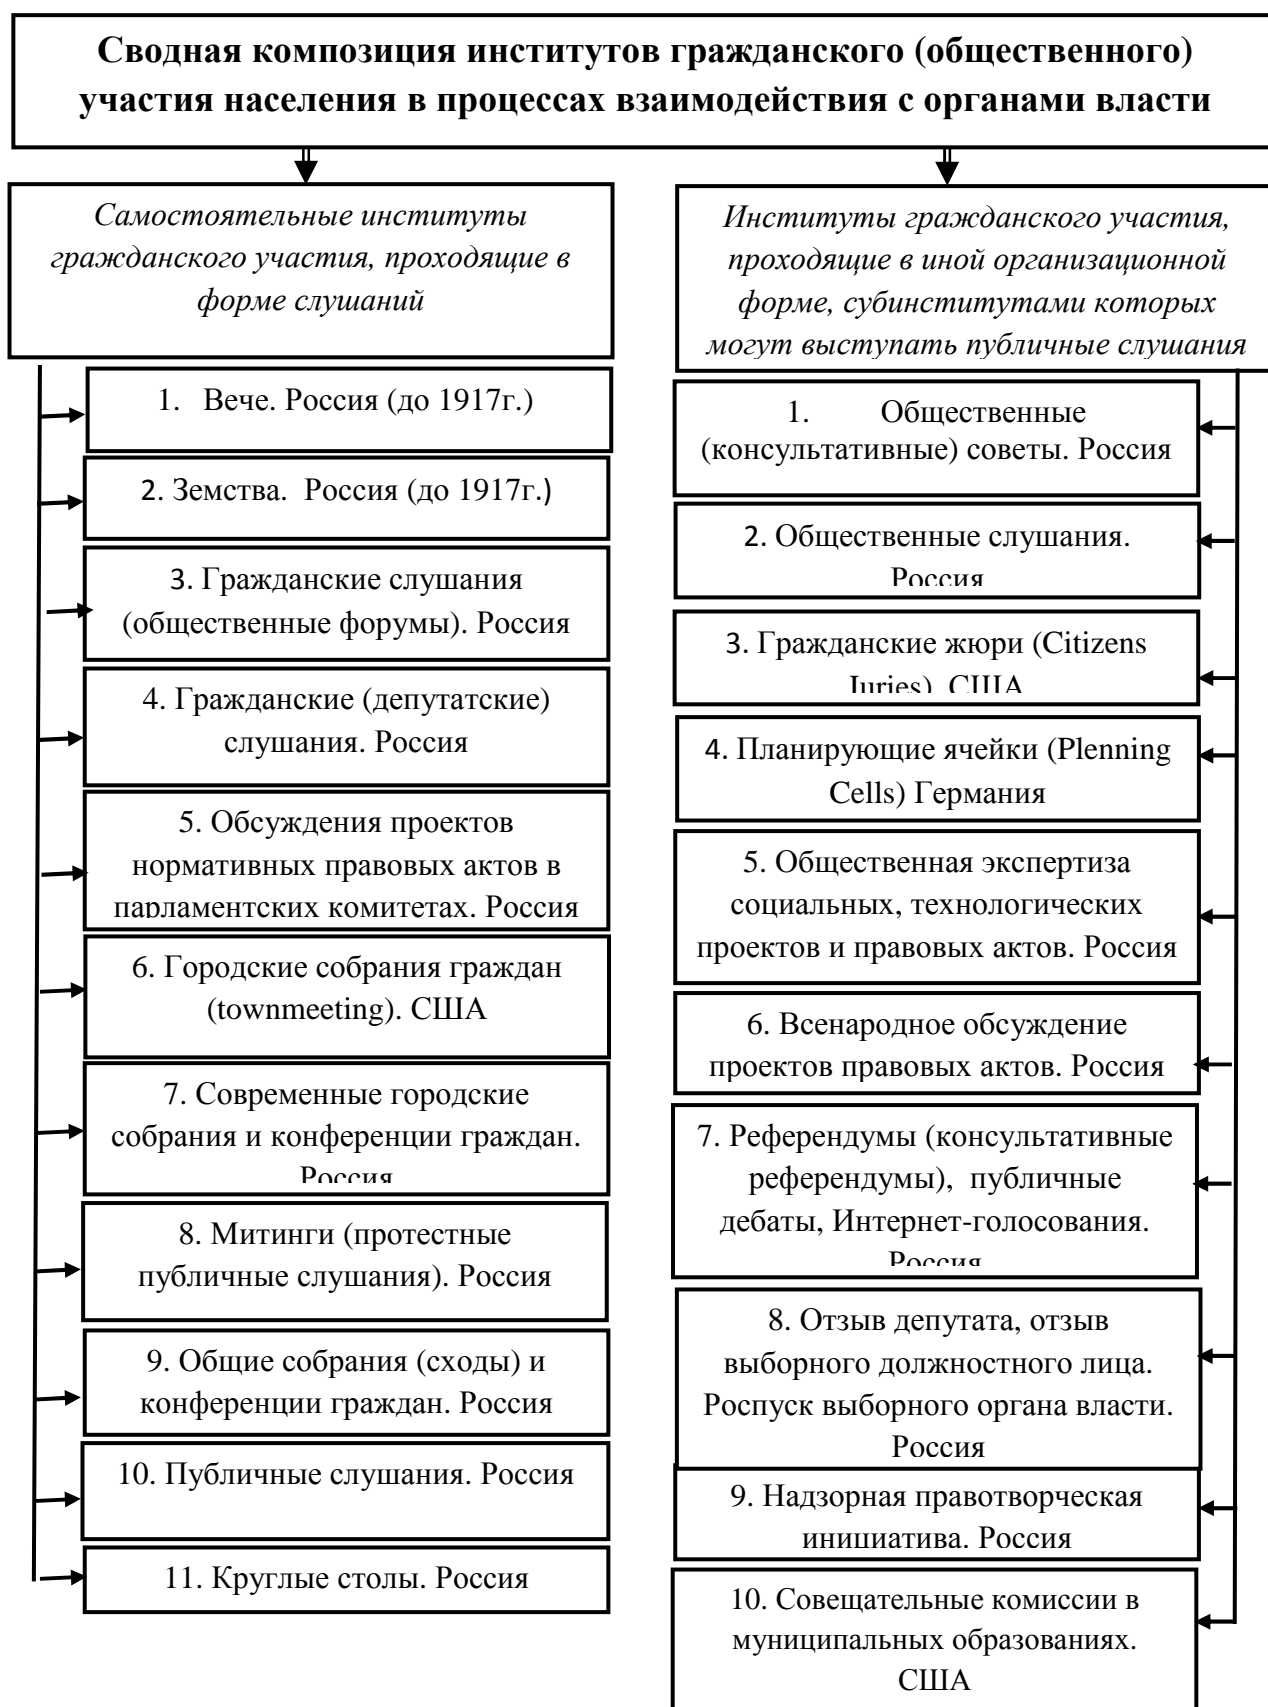 Сводная композиция институтов гражданского (общественного)
участия населения в процессах взаимодействия с органами власти
Самостоятельные институты
гражданского участия, проходящие в
форме слушаний
1. Вече. Россия (до 1917г.)
2. Земства. Россия (до 1917г.)
3. Гражданские слушания
(общественные форумы). Россия
4. Гражданские (депутатские)
слушания. Россия
5. Обсуждения проектов
нормативных правовых актов в
парламентских комитетах. Россия
6. Городские собрания граждан
(townmeeting). США
7. Современные городские
собрания и конференции граждан.
Россия
8. Митинги (протестные
публичные слушания). Россия
9. Общие собрания (сходы) и
конференции граждан. Россия
10. Публичные слушания. Россия
11. Круглые столы. Россия
Институты гражданского участия,
проходящие в иной организационной
форме, субинститутами которых
могут выступать публичные слушания
1. Общественные
(консультативные) советы. Россия
2. Общественные слушания.
Россия
3. Гражданские жюри (Citizens
Juries). США
4. Планирующие ячейки (Plenning
Cells) Германия
5. Общественная экспертиза
социальных, технологических
проектов и правовых актов. Россия
6. Всенародное обсуждение
проектов правовых актов. Россия
7. Референдумы (консультативные
референдумы), публичные
дебаты, Интернет-голосования.
Россия
8. Отзыв депутата, отзыв
выборного должностного лица.
Роспуск выборного органа власти.
Россия
9. Надзорная правотворческая
инициатива. Россия
10. Совещательные комиссии в
муниципальных образованиях.
США